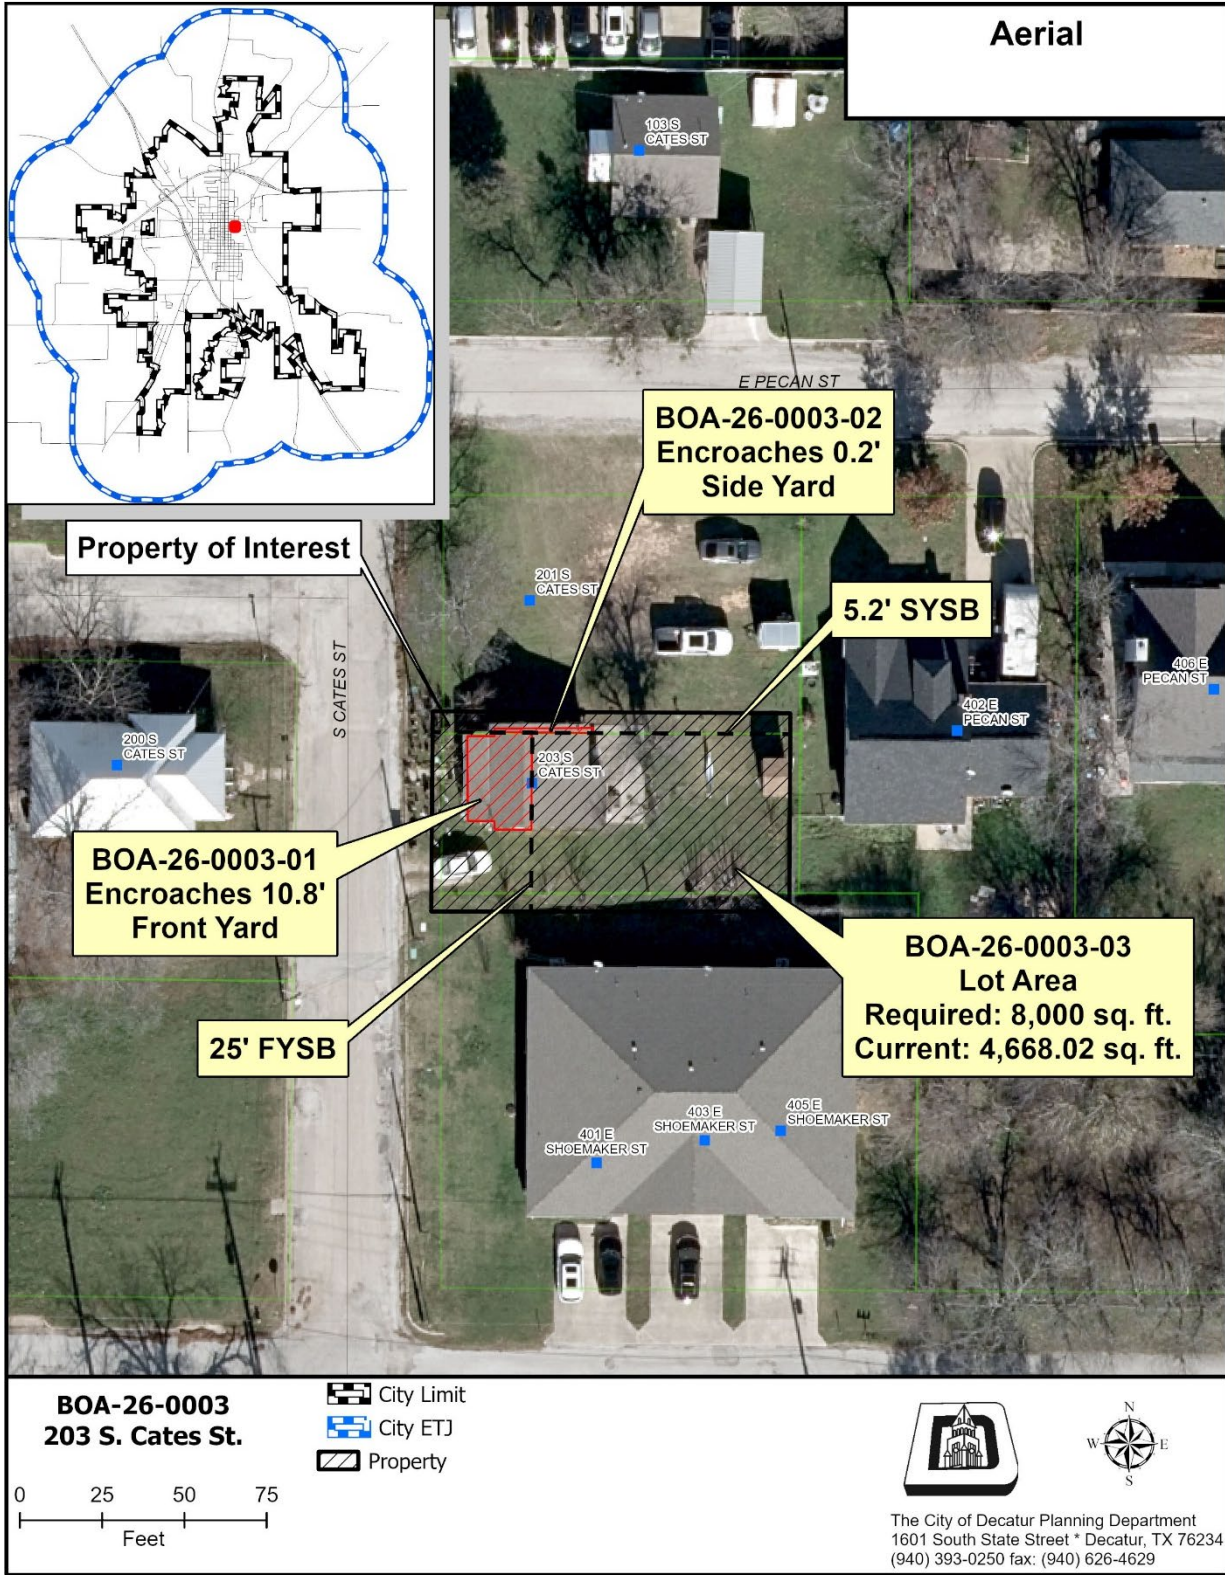 Aerial
103 S
CATES ST
E PECAN ST
BOA-26-0003-02
Encroaches 0.2'
Side Yard
Property of Interest
201 S
CATES ST
5.2' SYSB
S CATES ST
406 E
PECAN ST
402 E
PECAN ST
200 S
CATES ST
203 S
CATES ST
BOA-26-0003-01
Encroaches 10.8'
Front Yard
BOA-26-0003-03
Lot Area
Required: 8,000 sq. ft.
Current: 4,668.02 sq. ft.
25' FYSB
401 E
SHOEMAKER ST
403 E
SHOEMAKER ST
405 E
SHOEMAKER ST
BOA-26-0003
203 S. Cates St.
0 25 50 75
Feet
City Limit
City ETJ
Property
D
N
W E
S
The City of Decatur Planning Department
1601 South State Street * Decatur, TX 76234
(940) 393-0250 fax: (940) 626-4629